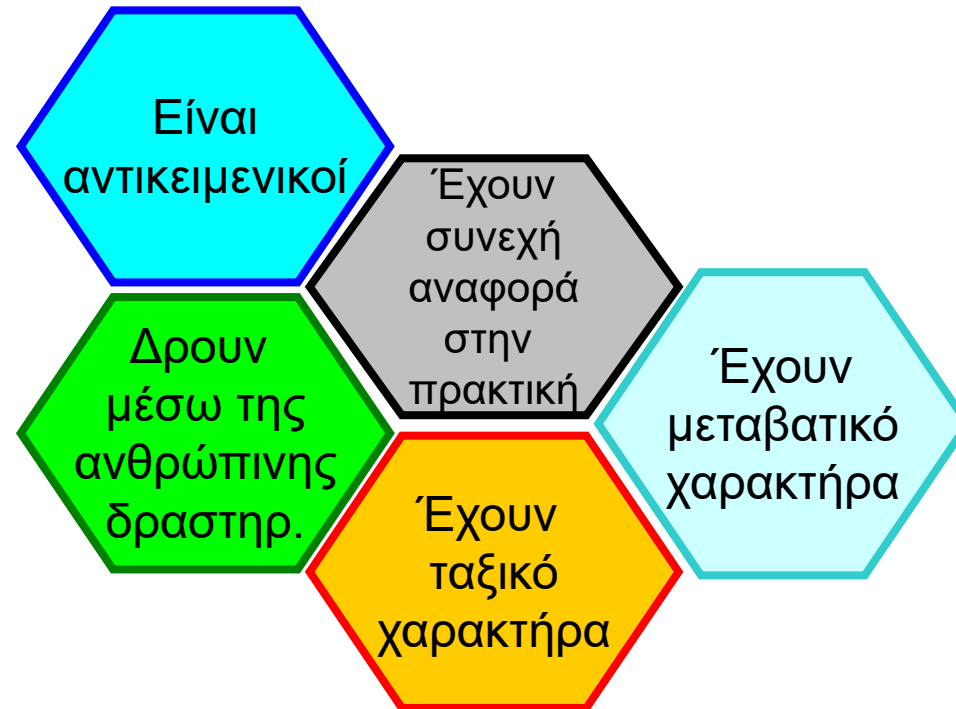 Είναι
αντικειμενικοί
Έχουν
συνεχή
αναφορά
στην
πρακτική
Δρουν
μέσω της
ανθρώπινης
δραστηρ.
Έχουν
μεταβατικό
χαρακτήρα
Έχουν
ταξικό
χαρακτήρα